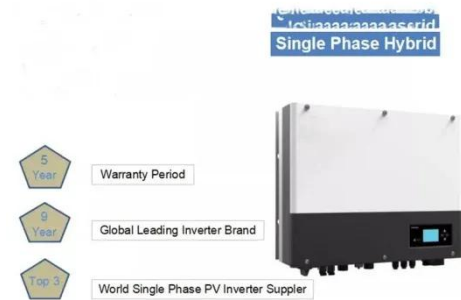 Single Phase Hybrid
5
Year
Warranty Period
9
Year
Global Leading Inverter Brand
Top 3
World Single Phase PV Inverter Suppler